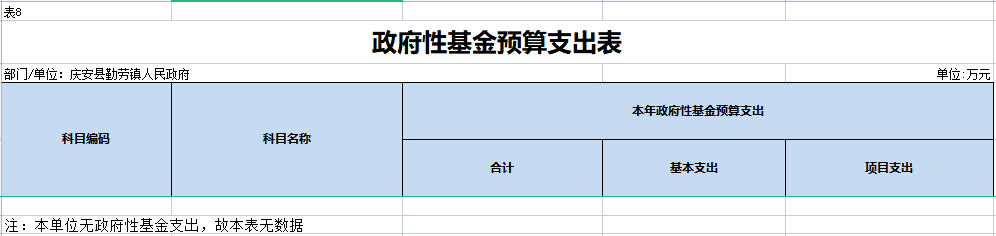 表8
政府性基金预算支出表
部门/单位：庆安县勤劳镇人民政府 单位:万元
科目编码 科目名称 本年政府性基金预算支出
合计 基本支出 项目支出
注：本单位无政府性基金支出，故本表无数据